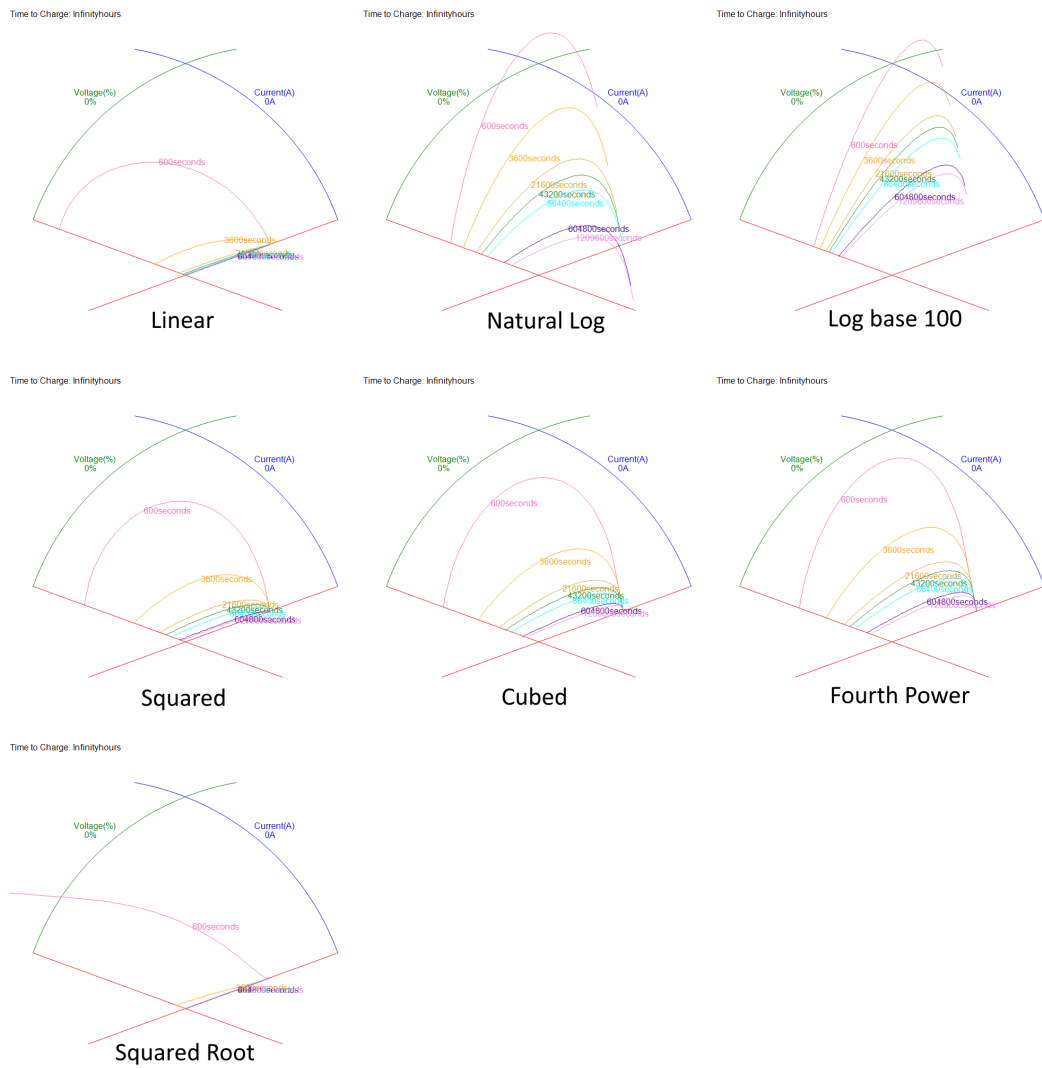 Time to Charge: Infinityhours
Time to Charge: Infinityhours
Time to Charge: Infinityhours
Voltage(%)
0%
Current(A)
0A
600seconds
3600seconds
Linear
Voltage(%)
0%
Current(A)
0A
600seconds
3600seconds
21600seconds
43200seconds
86400seconds
604800seconds
1209600seconds
Natural Log
Voltage(%)
0%
Current(A)
0A
600seconds
3600seconds
21600seconds
43200seconds
86400seconds
604800seconds
1209600seconds
Log base 100
Time to Charge: Infinityhours
Time to Charge: Infinityhours
Time to Charge: Infinityhours
Voltage(%)
0%
Current(A)
0A
600seconds
3600seconds
21600seconds
43200seconds
604800seconds
Squared
Voltage(%)
0%
Current(A)
0A
600seconds
3600seconds
21600seconds
43200seconds
86400seconds
604800seconds
Cubed
Voltage(%)
0%
Current(A)
0A
600seconds
3600seconds
21600seconds
43200seconds
86400seconds
604800seconds
Fourth Power
Time to Charge: Infinityhours
Voltage(%)
0%
Current(A)
0A
600seconds
Squared Root